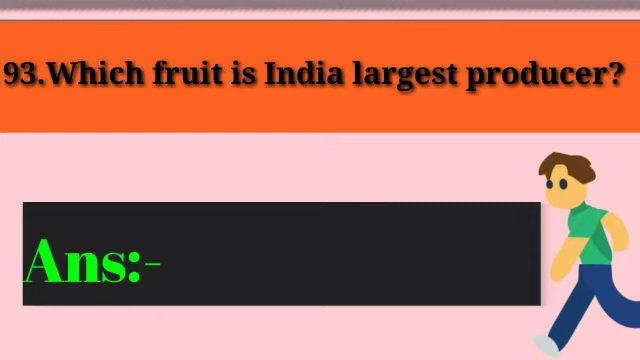 93.Which fruit is India largest producer?
Ans:-